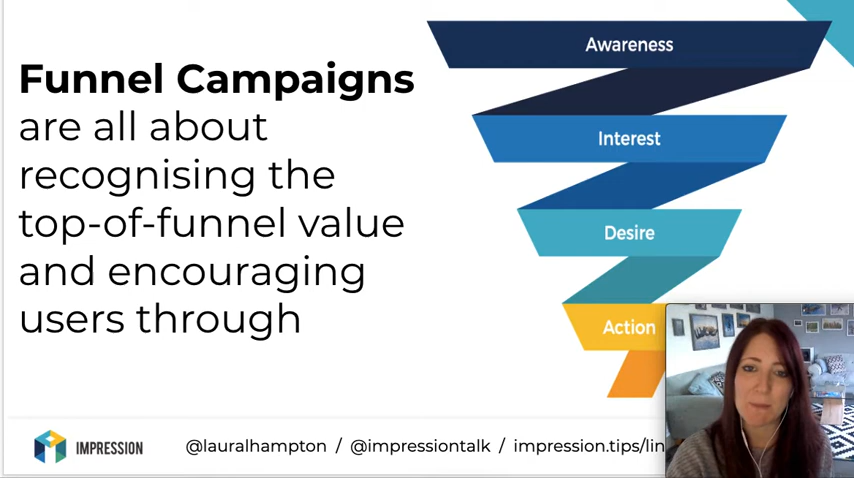 Funnel Campaigns
are all about
recognising the
top-of-funnel value
and encouraging
users through
Awareness
Interest
Desire
Action
IMPRESSION
@lauralhampton / @impressiontalk / impression.tips/lin